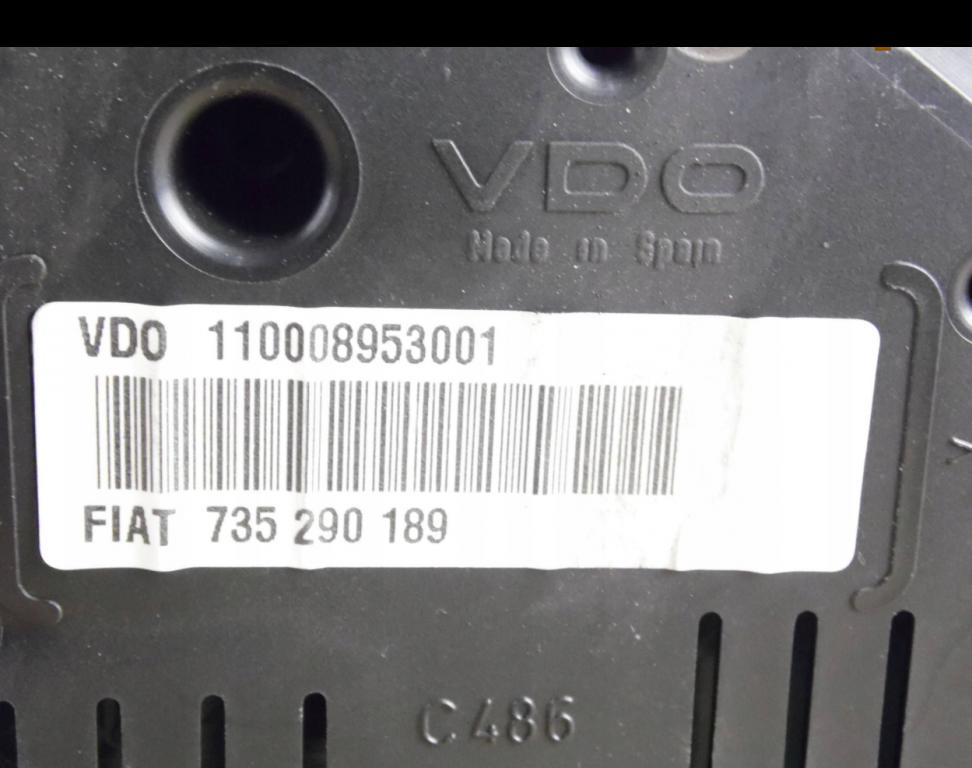 VDO
Made in Spain
VDO 110008953001
FIAT 735 290 189
C486